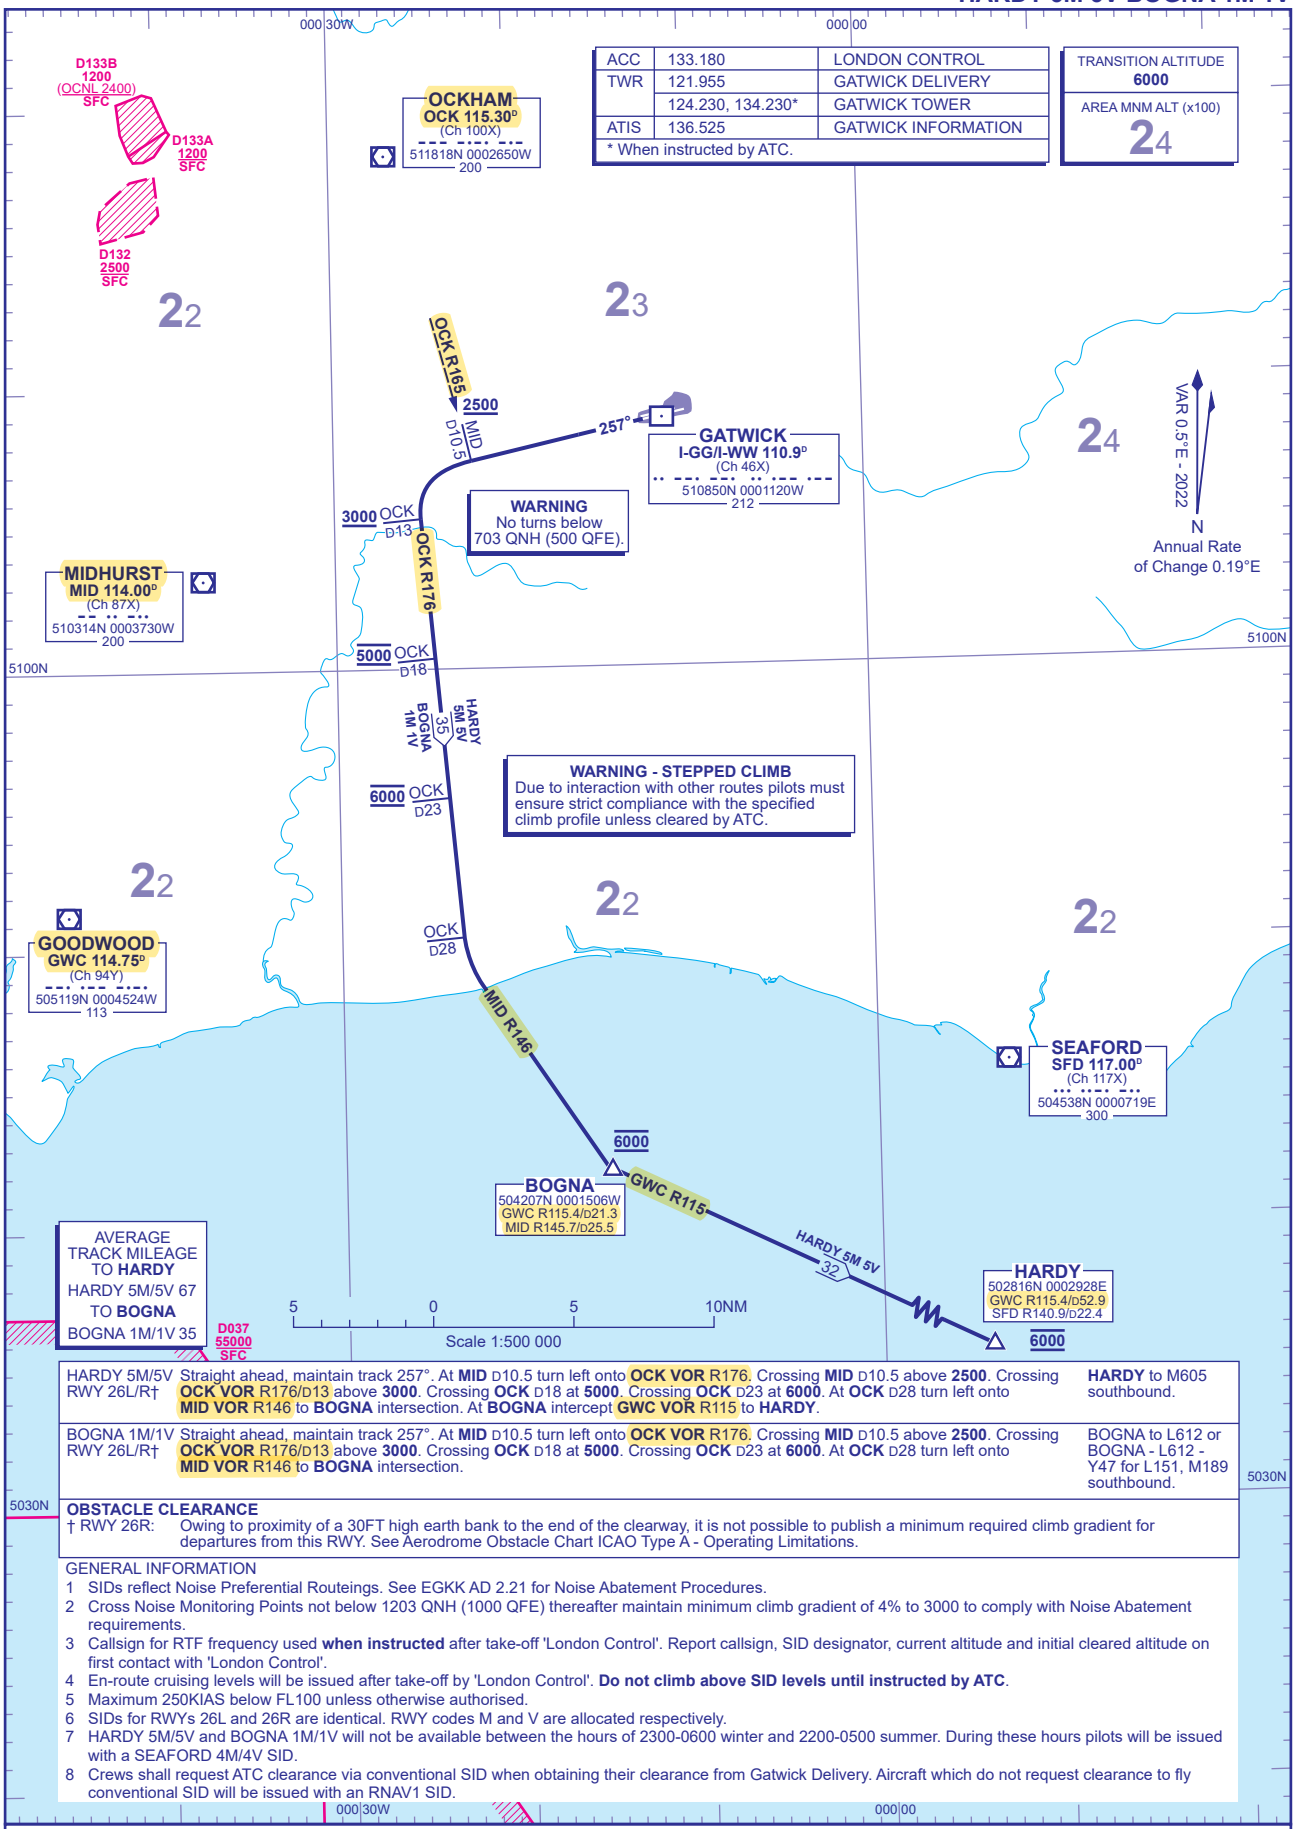 000 30W
000 00
D133B
1200
(OCNL 2400)
SFC
D133A
1200
SFC
D132
2500
SFC
OCKHAM
OCK 115.30ᴰ
(Ch 100X)
--- -·-· -·-
511818N 0002650W
200
ACC 133.180 LONDON CONTROL
TWR 121.955 GATWICK DELIVERY
124.230, 134.230* GATWICK TOWER
ATIS 136.525 GATWICK INFORMATION
* When instructed by ATC.
TRANSITION ALTITUDE
6000
AREA MNM ALT (x100)
24
22
23
24
OCK R165
2500
MID
D10.5
257°
GATWICK
I-GG/I-WW 110.9ᴰ
(Ch 46X)
·· --· --· ·· ·-- ·--
510850N 0001120W
212
VAR 0.5°E - 2022
N
Annual Rate
of Change 0.19°E
WARNING
No turns below
703 QNH (500 QFE).
3000 OCK
D13
OCK R176
MIDHURST
MID 114.00ᴰ
(Ch 87X)
-- ·· -··
510314N 0003730W
200
5100N
5100N
5000 OCK
D18
HARDY
5M 5V
35
BOGNA
1M 1V
6000 OCK
D23
WARNING - STEPPED CLIMB
Due to interaction with other routes pilots must
ensure strict compliance with the specified
climb profile unless cleared by ATC.
22
22
22
OCK
D28
GOODWOOD
GWC 114.75ᴰ
(Ch 94Y)
--· ·-- -·-·
505119N 0004524W
113
MID R146
SEAFORD
SFD 117.00ᴰ
(Ch 117X)
··· ··-· -··
504538N 0000719E
300
6000
BOGNA
504207N 0001506W
GWC R115.4/D21.3
MID R145.7/D25.5
GWC R115
HARDY 5M 5V
32
HARDY
502816N 0002928E
GWC R115.4/D52.9
SFD R140.9/D22.4
6000
AVERAGE
TRACK MILEAGE
TO HARDY
HARDY 5M/5V 67
TO BOGNA
BOGNA 1M/1V 35
D037
55000
SFC
5 0 5 10NM
Scale 1:500 000
HARDY 5M/5V Straight ahead, maintain track 257°. At MID D10.5 turn left onto OCK VOR R176. Crossing MID D10.5 above 2500. Crossing HARDY to M605
RWY 26L/R† OCK VOR R176/D13 above 3000. Crossing OCK D18 at 5000. Crossing OCK D23 at 6000. At OCK D28 turn left onto southbound.
MID VOR R146 to BOGNA intersection. At BOGNA intercept GWC VOR R115 to HARDY.
BOGNA 1M/1V Straight ahead, maintain track 257°. At MID D10.5 turn left onto OCK VOR R176. Crossing MID D10.5 above 2500. Crossing BOGNA to L612 or
RWY 26L/R† OCK VOR R176/D13 above 3000. Crossing OCK D18 at 5000. Crossing OCK D23 at 6000. At OCK D28 turn left onto BOGNA - L612 -
MID VOR R146 to BOGNA intersection. Y47 for L151, M189
southbound.
5030N
5030N
OBSTACLE CLEARANCE
† RWY 26R: Owing to proximity of a 30FT high earth bank to the end of the clearway, it is not possible to publish a minimum required climb gradient for
departures from this RWY. See Aerodrome Obstacle Chart ICAO Type A - Operating Limitations.
GENERAL INFORMATION
1 SIDs reflect Noise Preferential Routeings. See EGKK AD 2.21 for Noise Abatement Procedures.
2 Cross Noise Monitoring Points not below 1203 QNH (1000 QFE) thereafter maintain minimum climb gradient of 4% to 3000 to comply with Noise Abatement
requirements.
3 Callsign for RTF frequency used when instructed after take-off 'London Control'. Report callsign, SID designator, current altitude and initial cleared altitude on
first contact with 'London Control'.
4 En-route cruising levels will be issued after take-off by 'London Control'. Do not climb above SID levels until instructed by ATC.
5 Maximum 250KIAS below FL100 unless otherwise authorised.
6 SIDs for RWYs 26L and 26R are identical. RWY codes M and V are allocated respectively.
7 HARDY 5M/5V and BOGNA 1M/1V will not be available between the hours of 2300-0600 winter and 2200-0500 summer. During these hours pilots will be issued
with a SEAFORD 4M/4V SID.
8 Crews shall request ATC clearance via conventional SID when obtaining their clearance from Gatwick Delivery. Aircraft which do not request clearance to fly
conventional SID will be issued with an RNAV1 SID.
000 30W
000 00